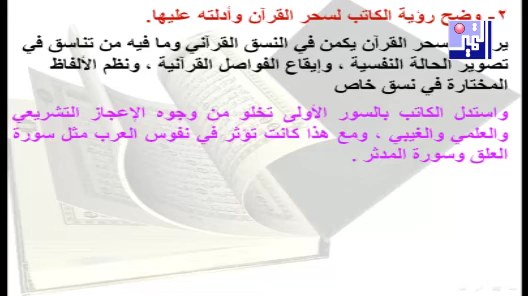 ٢- وضح رؤية الكاتب لسحر القرآن وأدلته عليها.
سحر القرآن يكمن في النسق القرآني وما فيه من تناسق في
تصوير الحالة النفسية ، وإيقاع الفواصل القرآنية ، ونظم الألفاظ
المختارة في نسق خاص
واستدل الكاتب بالسور الأولى تخلو من وجوه الإعجاز التشريعي
والعلمي والغيبي ، ومع هذا كانت تؤثر في نفوس العرب مثل سورة
العلق وسورة المدثر .